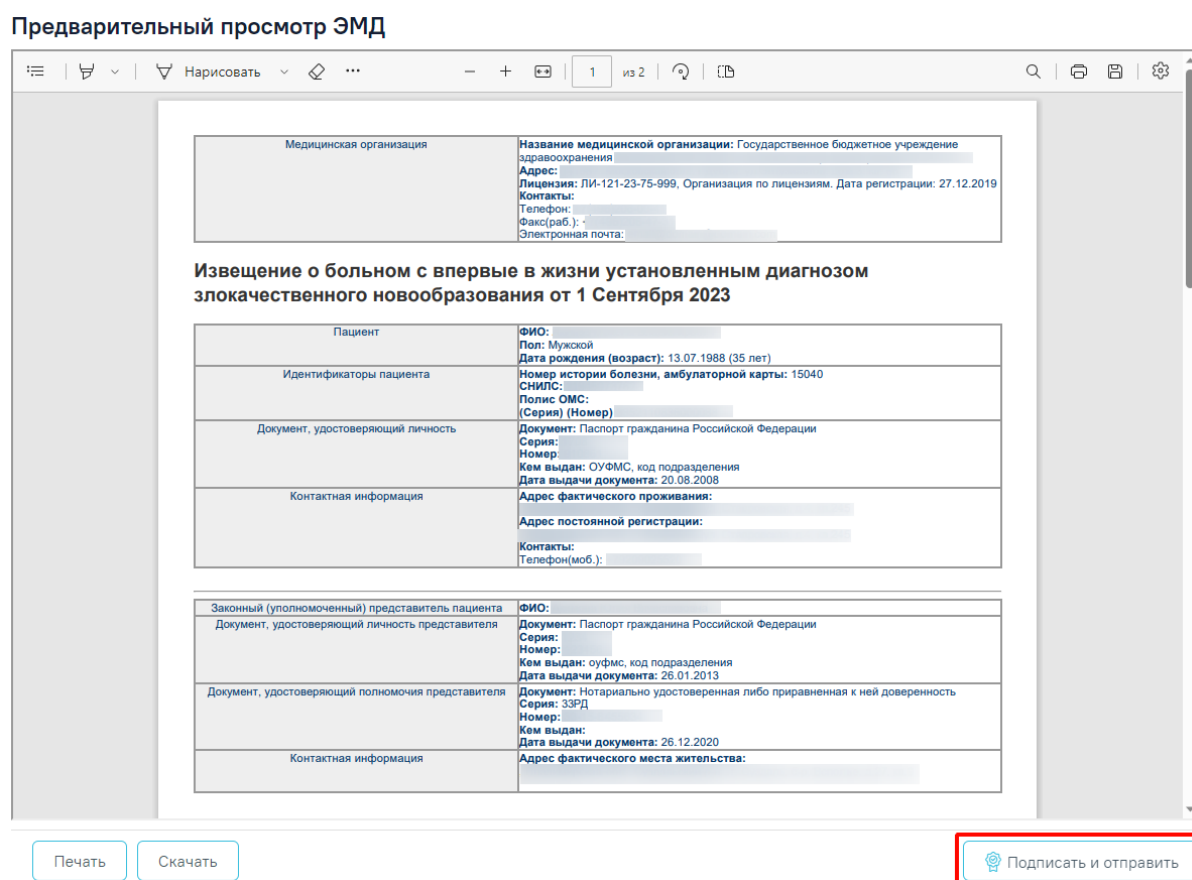 Предварительный просмотр ЭМД
Нарисовать
1 из 2
Медицинская организация
Название медицинской организации: Государственное бюджетное учреждение
здравоохранения
Адрес:
Лицензия: ЛИ-121-23-75-999, Организация по лицензиям. Дата регистрации: 27.12.2019
Контакты:
Телефон:
Факс(раб.):
Электронная почта:
Извещение о больном с впервые в жизни установленным диагнозом
злокачественного новообразования от 1 Сентября 2023
Пациент
ФИО:
Пол: Мужской
Дата рождения (возраст): 13.07.1988 (35 лет)
Идентификаторы пациента
Номер истории болезни, амбулаторной карты: 15040
СНИЛС:
Полис ОМС:
(Серия) (Номер)
Документ, удостоверяющий личность
Документ: Паспорт гражданина Российской Федерации
Серия:
Номер:
Кем выдан: ОУФМС, код подразделения
Дата выдачи документа: 20.08.2008
Контактная информация
Адрес фактического проживания:
Адрес постоянной регистрации:
Контакты:
Телефон(моб.):
Законный (уполномоченный) представитель пациента
ФИО:
Документ, удостоверяющий личность представителя
Документ: Паспорт гражданина Российской Федерации
Серия:
Номер:
Кем выдан: оуфмс, код подразделения
Дата выдачи документа: 26.01.2013
Документ, удостоверяющий полномочия представителя
Документ: Нотариально удостоверенная либо приравненная к ней доверенность
Серия: 33РД
Номер:
Кем выдан:
Дата выдачи документа: 26.12.2020
Контактная информация
Адрес фактического места жительства:
Печать
Скачать
Подписать и отправить